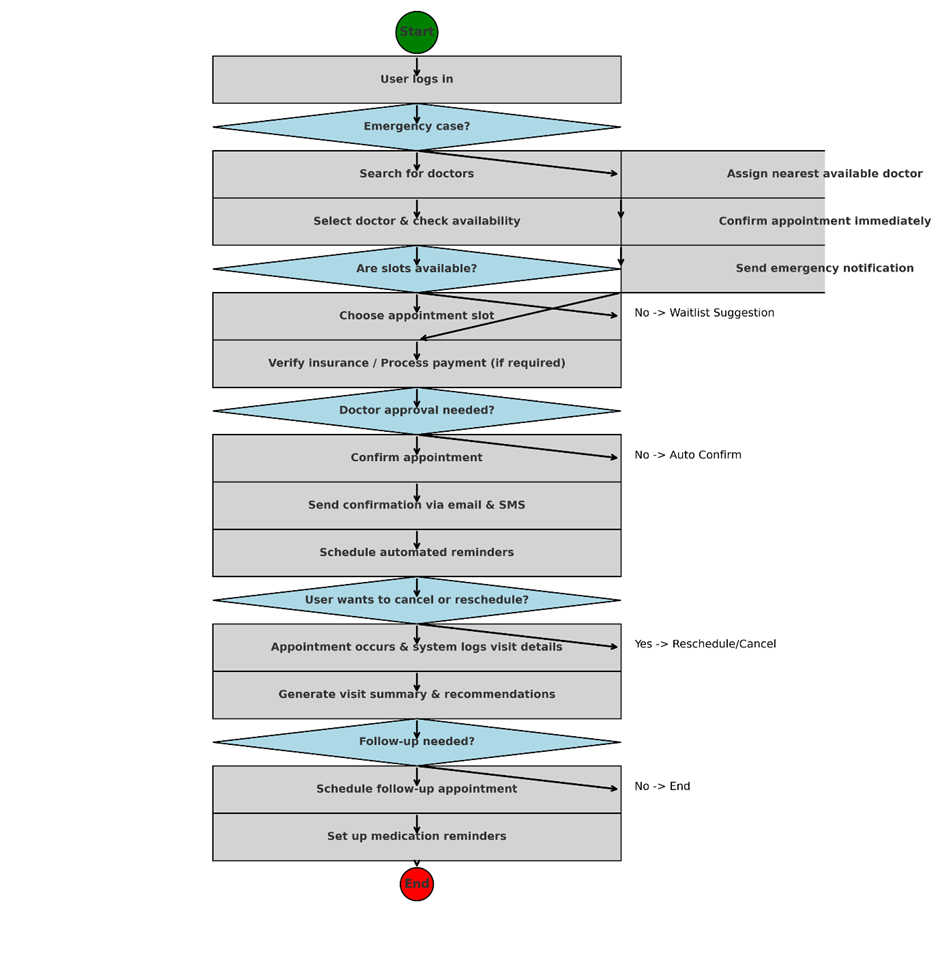 Start
User logs in
Emergency case?
Search for doctors
Assign nearest available doctor
Select doctor & check availability
Confirm appointment immediately
Are slots available?
Send emergency notification
Choose appointment slot
No -> Waitlist Suggestion
Verify insurance / Process payment (if required)
Doctor approval needed?
Confirm appointment
No -> Auto Confirm
Send confirmation via email & SMS
Schedule automated reminders
User wants to cancel or reschedule?
Appointment occurs & system logs visit details
Yes -> Reschedule/Cancel
Generate visit summary & recommendations
Follow-up needed?
Schedule follow-up appointment
No -> End
Set up medication reminders
End